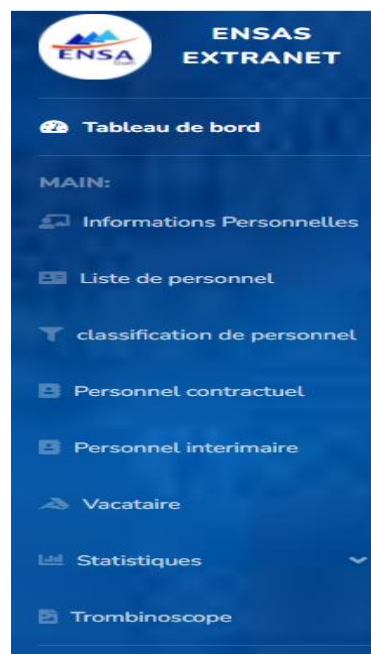 ENSA
ENSAS
EXTRANET
Tableau de bord
MAIN:
Informations Personnelles
Liste de personnel
classification de personnel
Personnel contractuel
Personnel interimaire
Vacataire
Statistiques
Trombinoscope